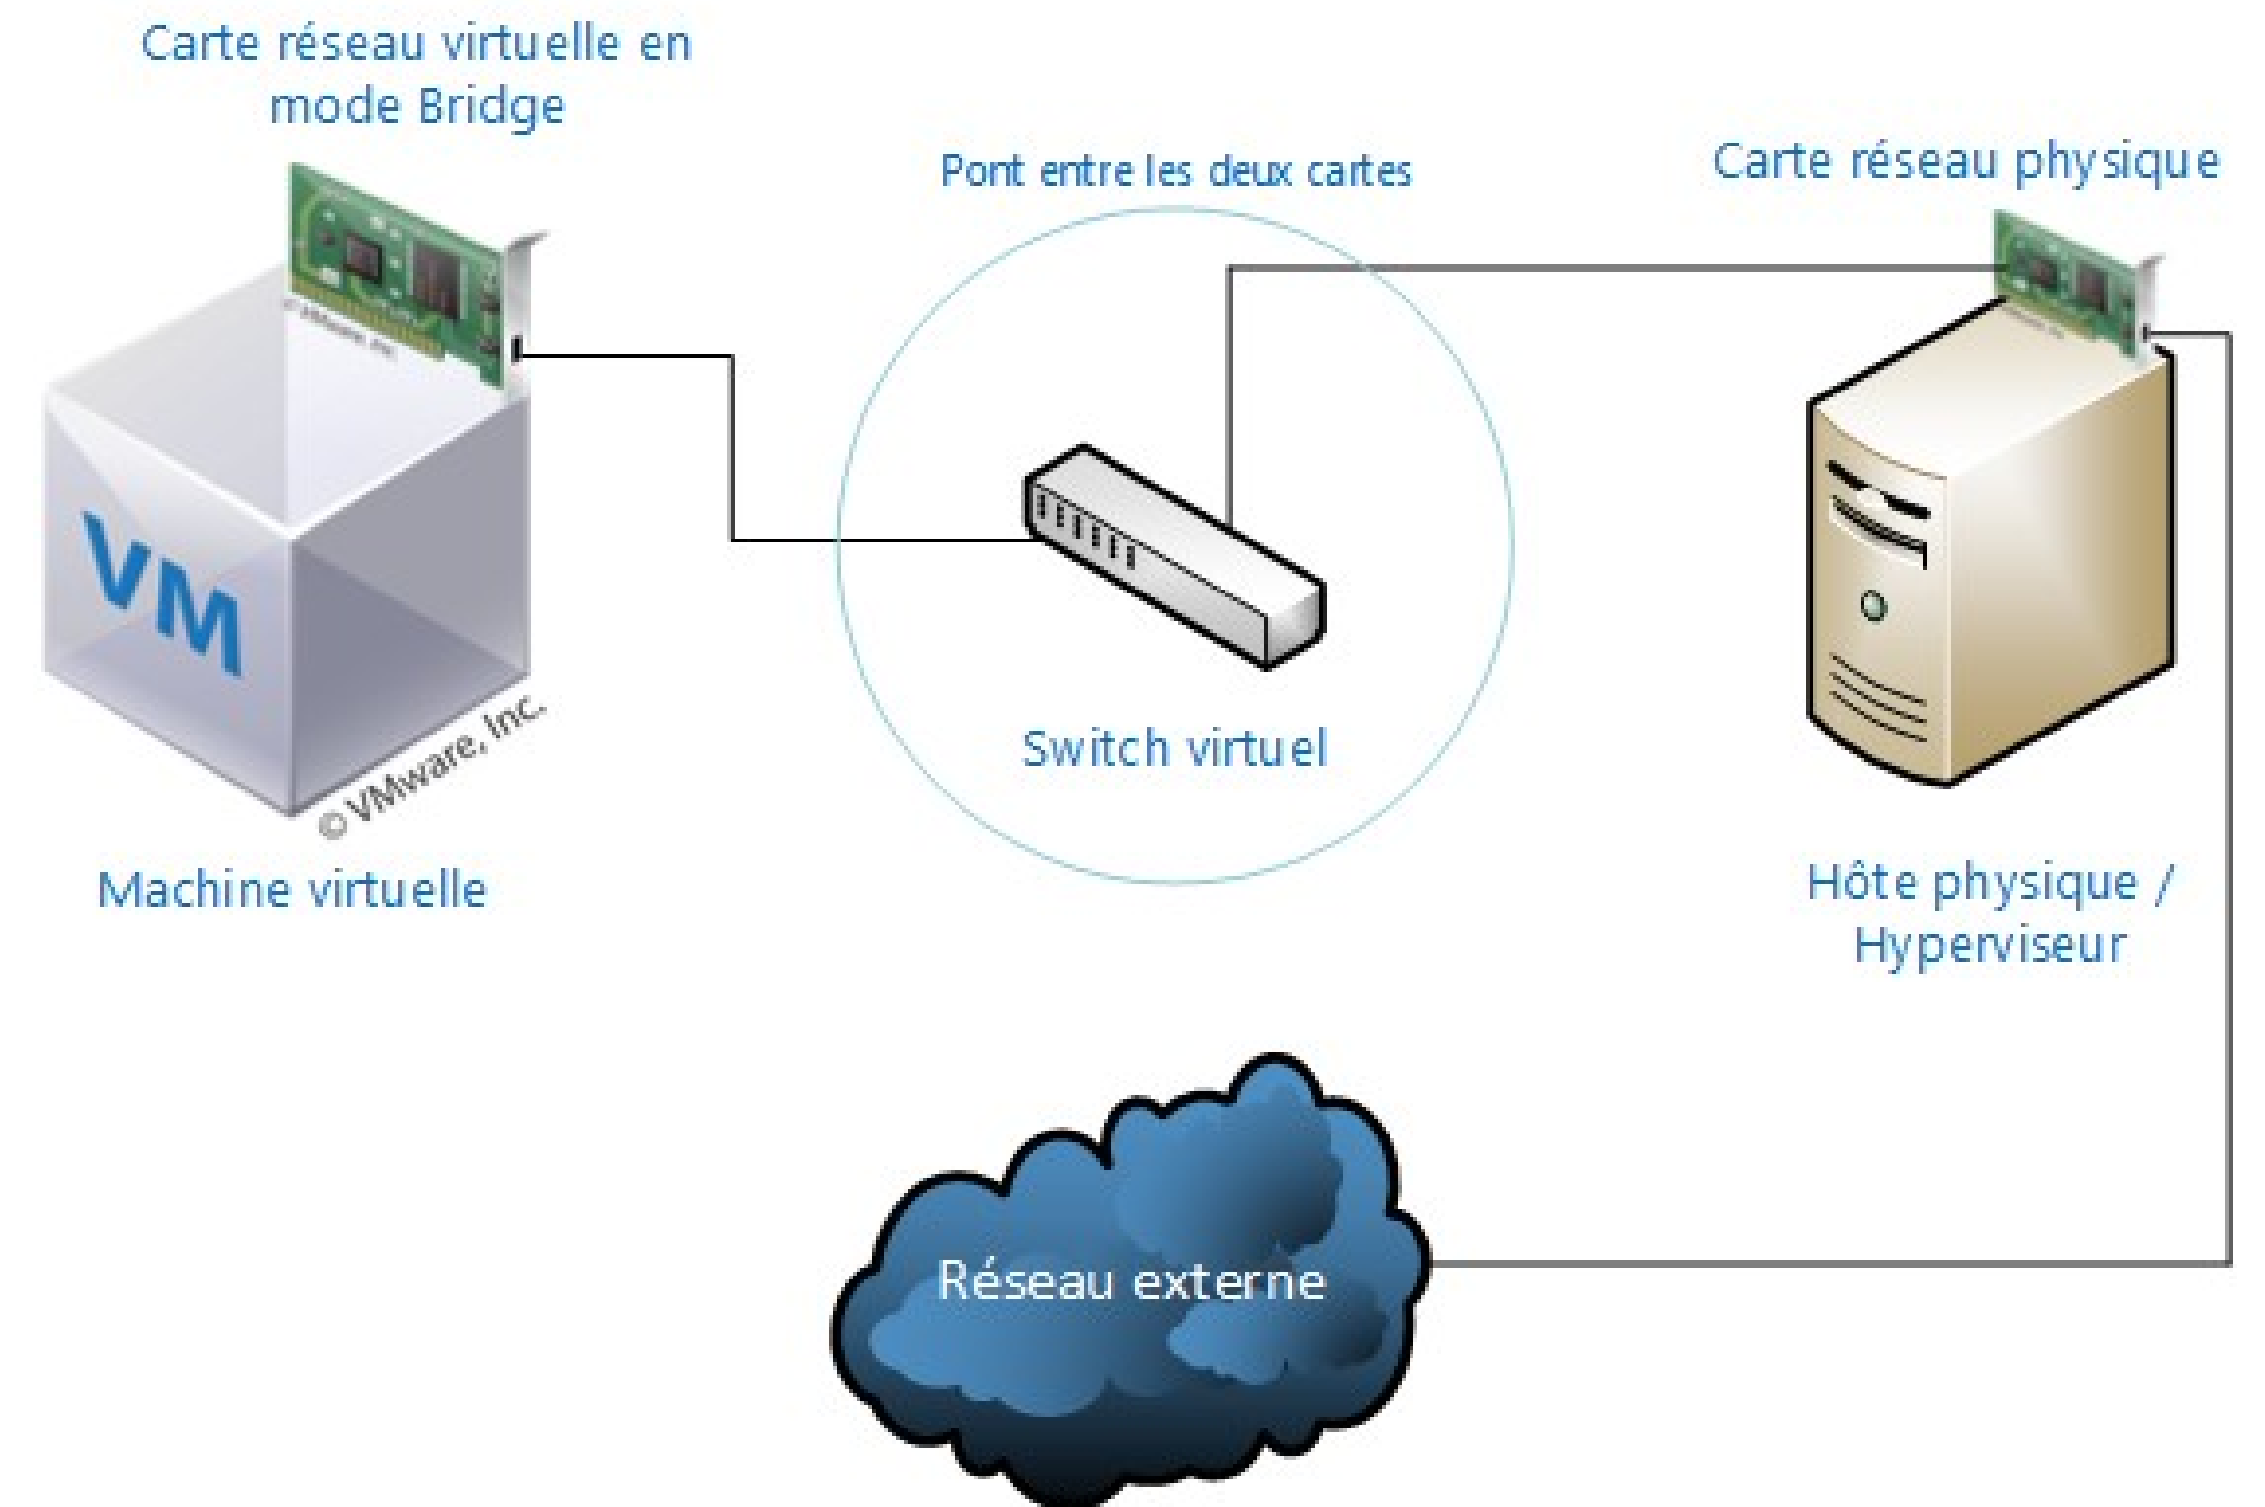 Carte réseau virtuelle en
mode Bridge
Pont entre les deux cartes
Carte réseau physique
VM
© VMware, Inc.
Switch virtuel
Machine virtuelle
Hôte physique /
Hyperviseur
Réseau externe